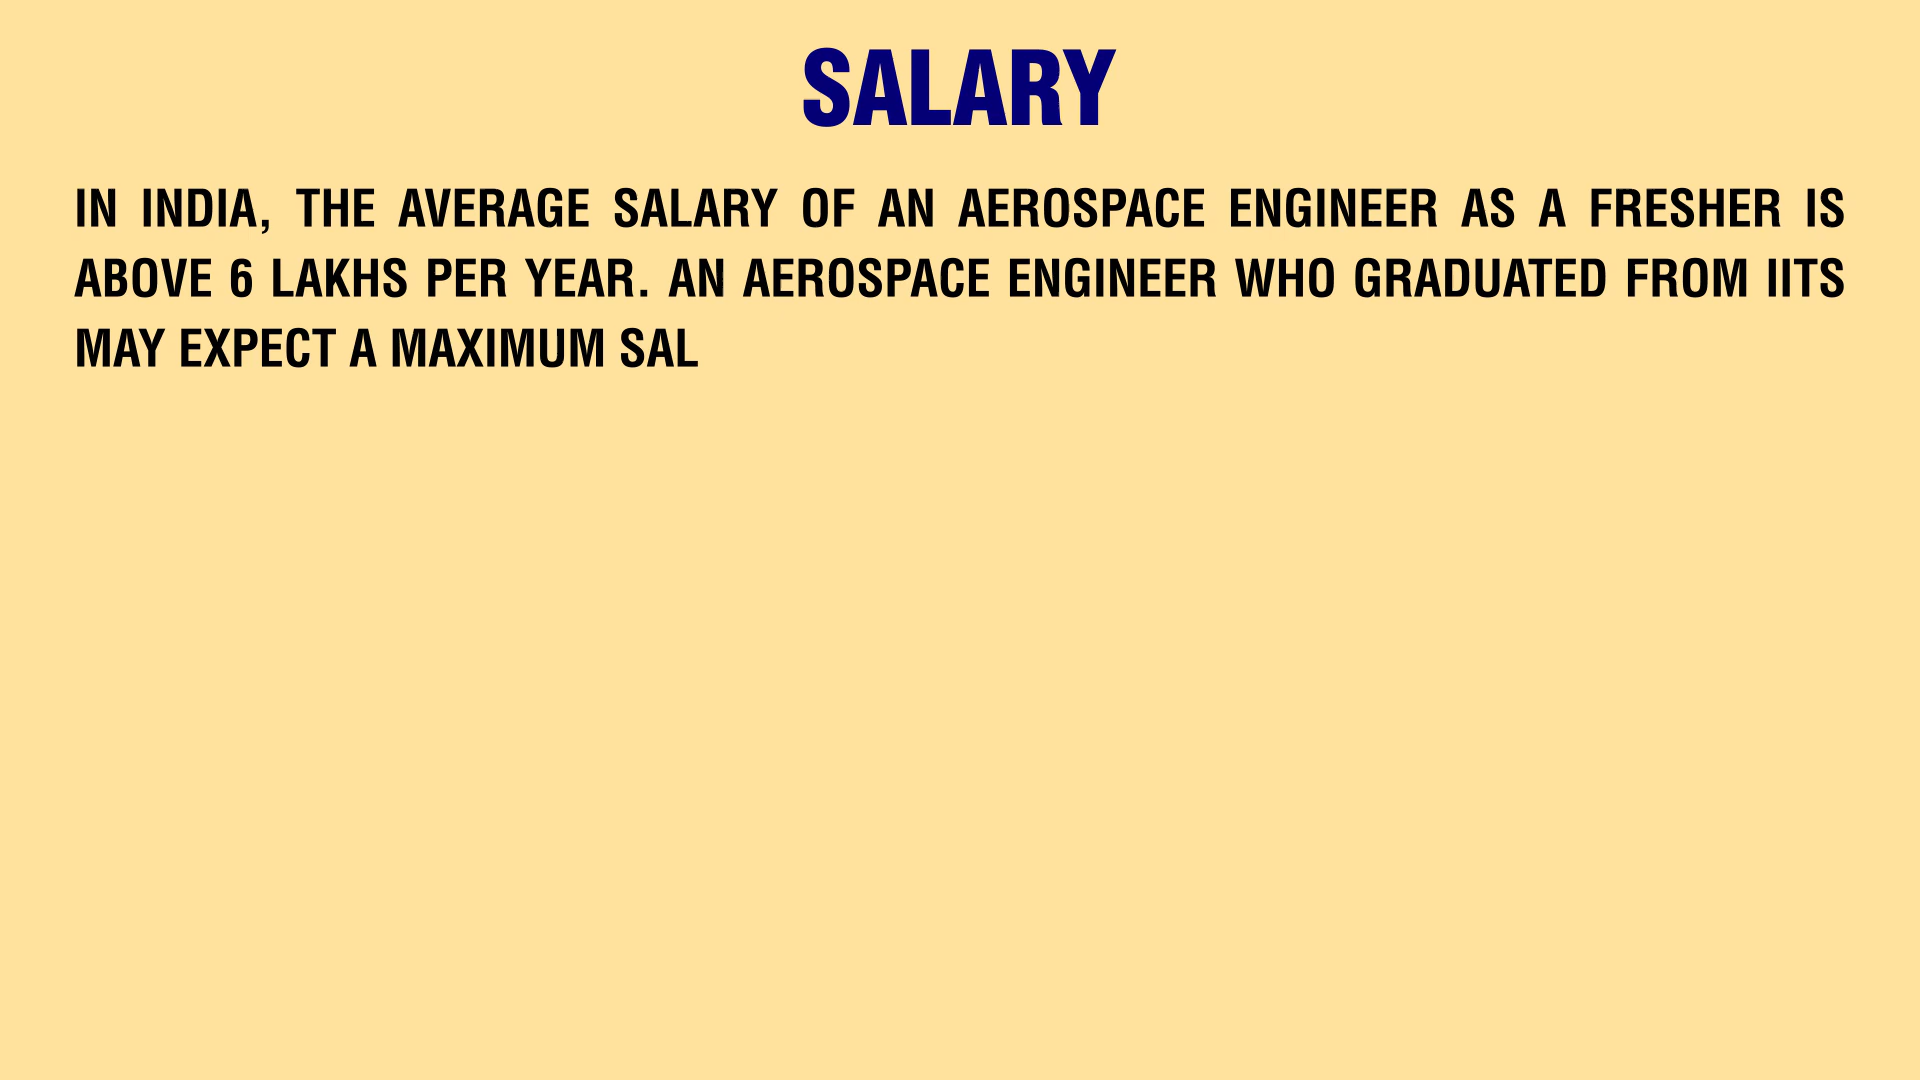 SALARY
IN INDIA, THE AVERAGE SALARY OF AN AEROSPACE ENGINEER AS A FRESHER IS
ABOVE 6 LAKHS PER YEAR. AN AEROSPACE ENGINEER WHO GRADUATED FROM IITS
MAY EXPECT A MAXIMUM SAL